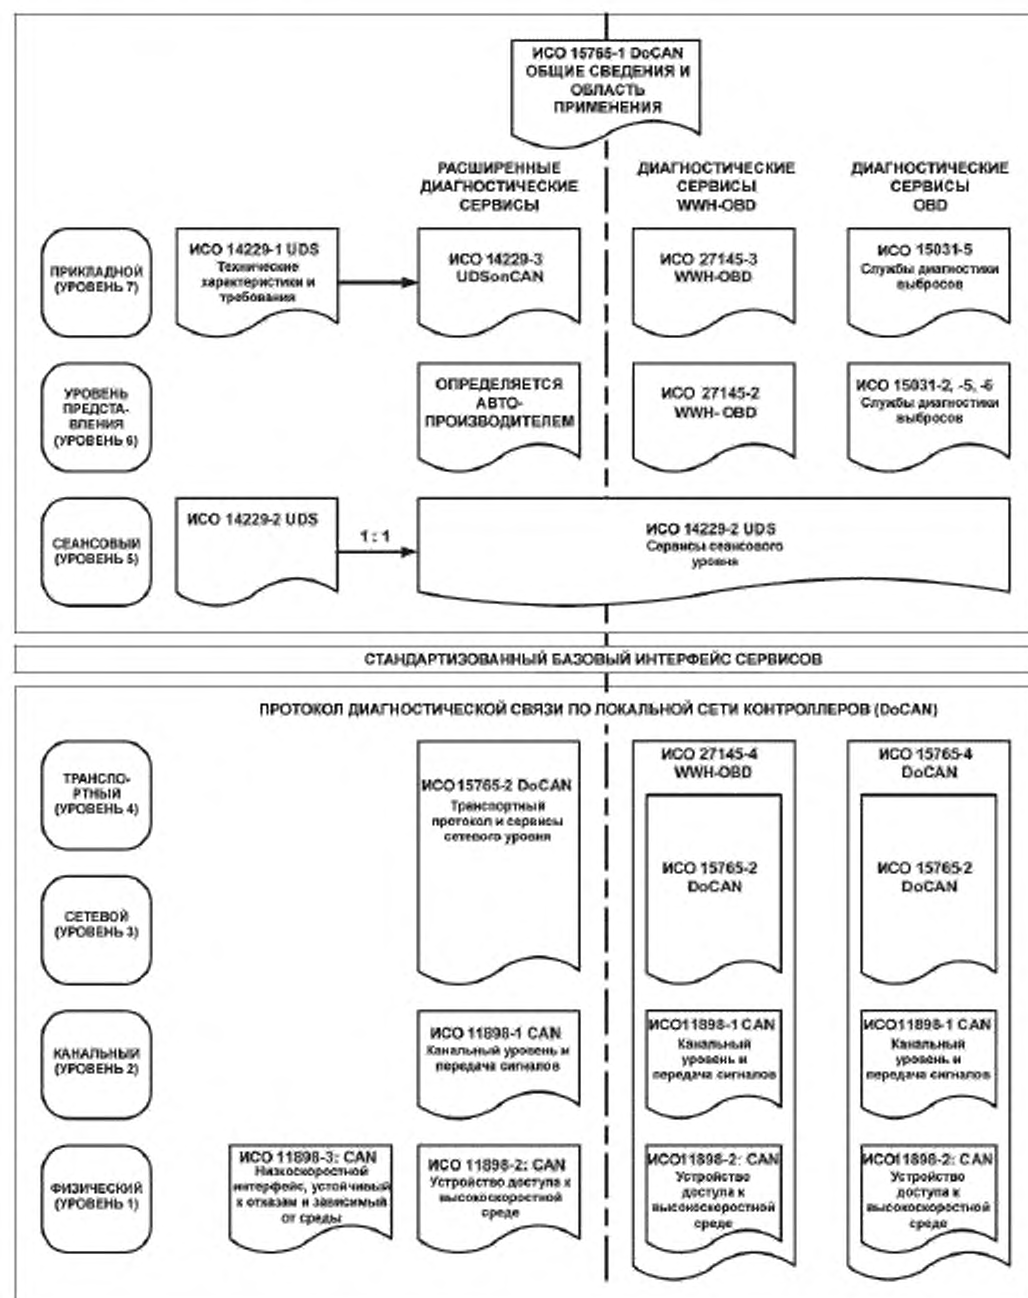 ИСО 15765-1 DoCAN
ОБЩИЕ СВЕДЕНИЯ И
ОБЛАСТЬ
ПРИМЕНЕНИЯ
РАСШИРЕННЫЕ
ДИАГНОСТИЧЕСКИЕ
СЕРВИСЫ
ДИАГНОСТИЧЕСКИЕ
СЕРВИСЫ
WWH-OBD
ДИАГНОСТИЧЕСКИЕ
СЕРВИСЫ
OBD
ПРИКЛАДНОЙ
(УРОВЕНЬ 7)
ИСО 14229-1 UDS
Технические
характеристики и
требования
ИСО 14229-3
UDSonCAN
ИСО 27145-3
WWH-OBD
ИСО 15031-5
Службы диагностики
выбросов
УРОВЕНЬ
ПРЕДСТА-
ВЛЕНИЯ
(УРОВЕНЬ 6)
ОПРЕДЕЛЯЕТСЯ
АВТО-
ПРОИЗВОДИТЕЛЕМ
ИСО 27145-2
WWH- OBD
ИСО 15031-2, -5, -6
Службы диагностики
выбросов
СЕАНСОВЫЙ
(УРОВЕНЬ 5)
ИСО 14229-2 UDS
1 : 1
ИСО 14229-2 UDS
Сервисы сеансового
уровня
СТАНДАРТИЗОВАННЫЙ БАЗОВЫЙ ИНТЕРФЕЙС СЕРВИСОВ
ПРОТОКОЛ ДИАГНОСТИЧЕСКОЙ СВЯЗИ ПО ЛОКАЛЬНОЙ СЕТИ КОНТРОЛЛЕРОВ (DoCAN)
ТРАНСПО-
РТНЫЙ
(УРОВЕНЬ 4)
ИСО 15765-2 DoCAN
Транспортный
протокол и сервисы
сетевого уровня
ИСО 27145-4
WWH-OBD
ИСО 15765-4
DoCAN
ИСО 15765-2
DoCAN
ИСО 15765-2
DoCAN
СЕТЕВОЙ
(УРОВЕНЬ 3)
КАНАЛЬНЫЙ
(УРОВЕНЬ 2)
ИСО 11898-1 CAN
Канальный уровень и
передача сигналов
ИСО11898-1 CAN
Канальный
уровень и
передача сигналов
ИСО11898-1 CAN
Канальный
уровень и
передача сигналов
ФИЗИЧЕСКИЙ
(УРОВЕНЬ 1)
ИСО 11898-3: CAN
Низкоскоростной
интерфейс, устойчивый
к отказам и зависимый
от среды
ИСО 11898-2: CAN
Устройство доступа к
высокоскоростной
среде
ИСО11898-2: CAN
Устройство
доступа к
высокоскоростной
среде
ИСО11898-2: CAN
Устройство
доступа к
высокоскоростной
среде